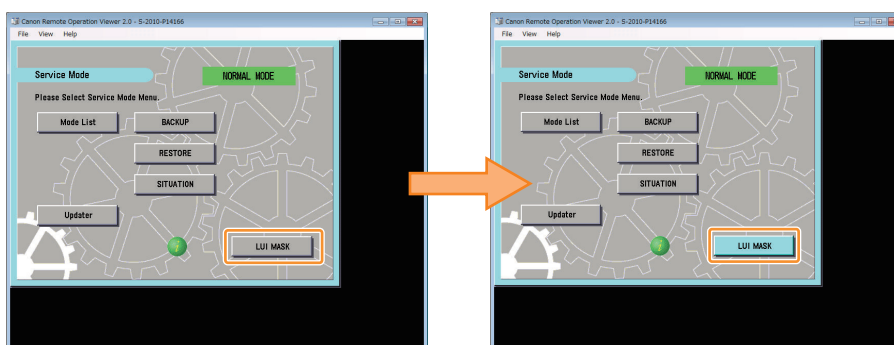 Canon Remote Operation Viewer 2.0 - S-2010-P14166
File View Help
Service Mode
NORMAL MODE
Please Select Service Mode Menu.
Mode List
BACKUP
RESTORE
SITUATION
Updater
i
LUI MASK
Canon Remote Operation Viewer 2.0 - S-2010-P14166
File View Help
Service Mode
NORMAL MODE
Please Select Service Mode Menu.
Mode List
BACKUP
RESTORE
SITUATION
Updater
i
LUI MASK